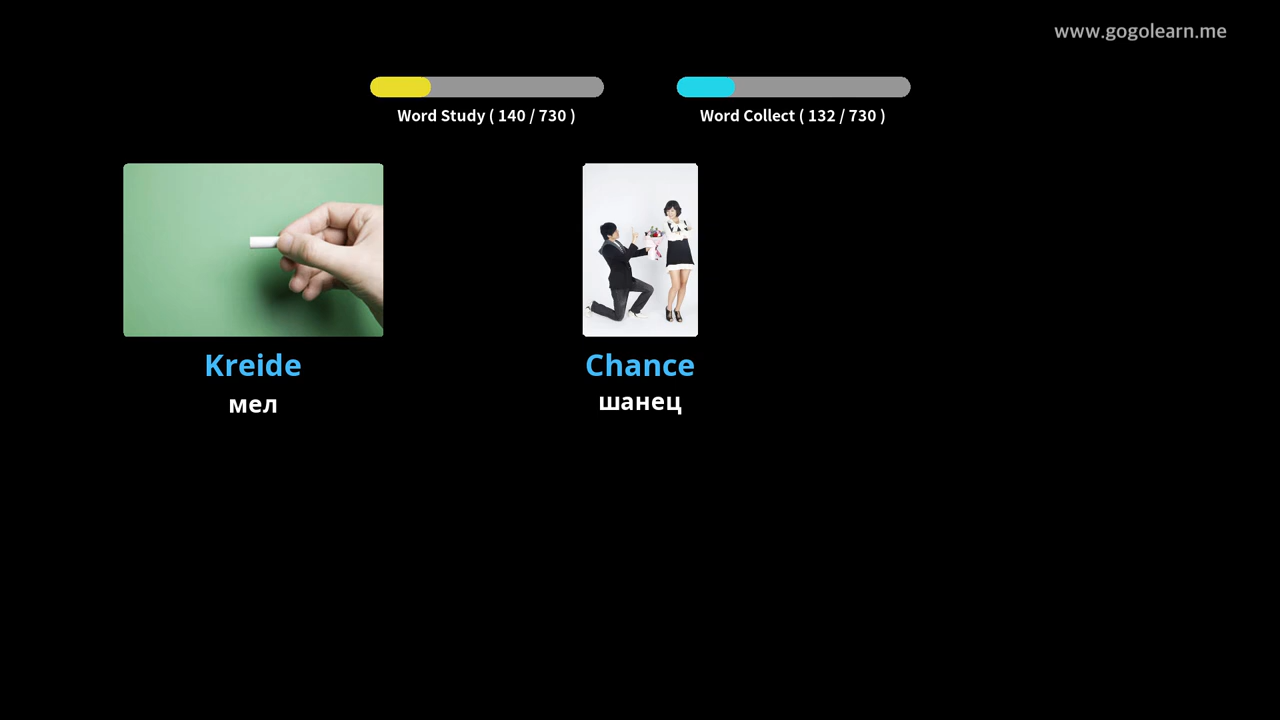 www.gogolearn.me
Word Study ( 140 / 730 )
Word Collect ( 132 / 730 )
Kreide
мел
Chance
шанец